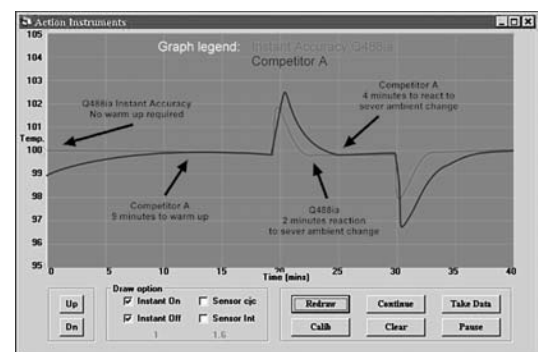 Action Instruments
105
Graph legend: Instant Accuracy Q488ia
Competitor A
104
103
Competitor A
4 minutes to react to
sever ambient change
102
Q488ia Instant Accuracy
No warm up required
101
Temp.
100
99
Competitor A
9 minutes to warm up
98
Q488ia
2 minutes reaction
to sever ambient change
97
96
95
0 5 10 15 20 25 30 35 40
Time (mins)
Up
Dn
Draw option
Instant On
Sensor cjc
Instant Off
Sensor Int
1
1.6
Redraw
Continue
Take Data
Calib
Clear
Pause